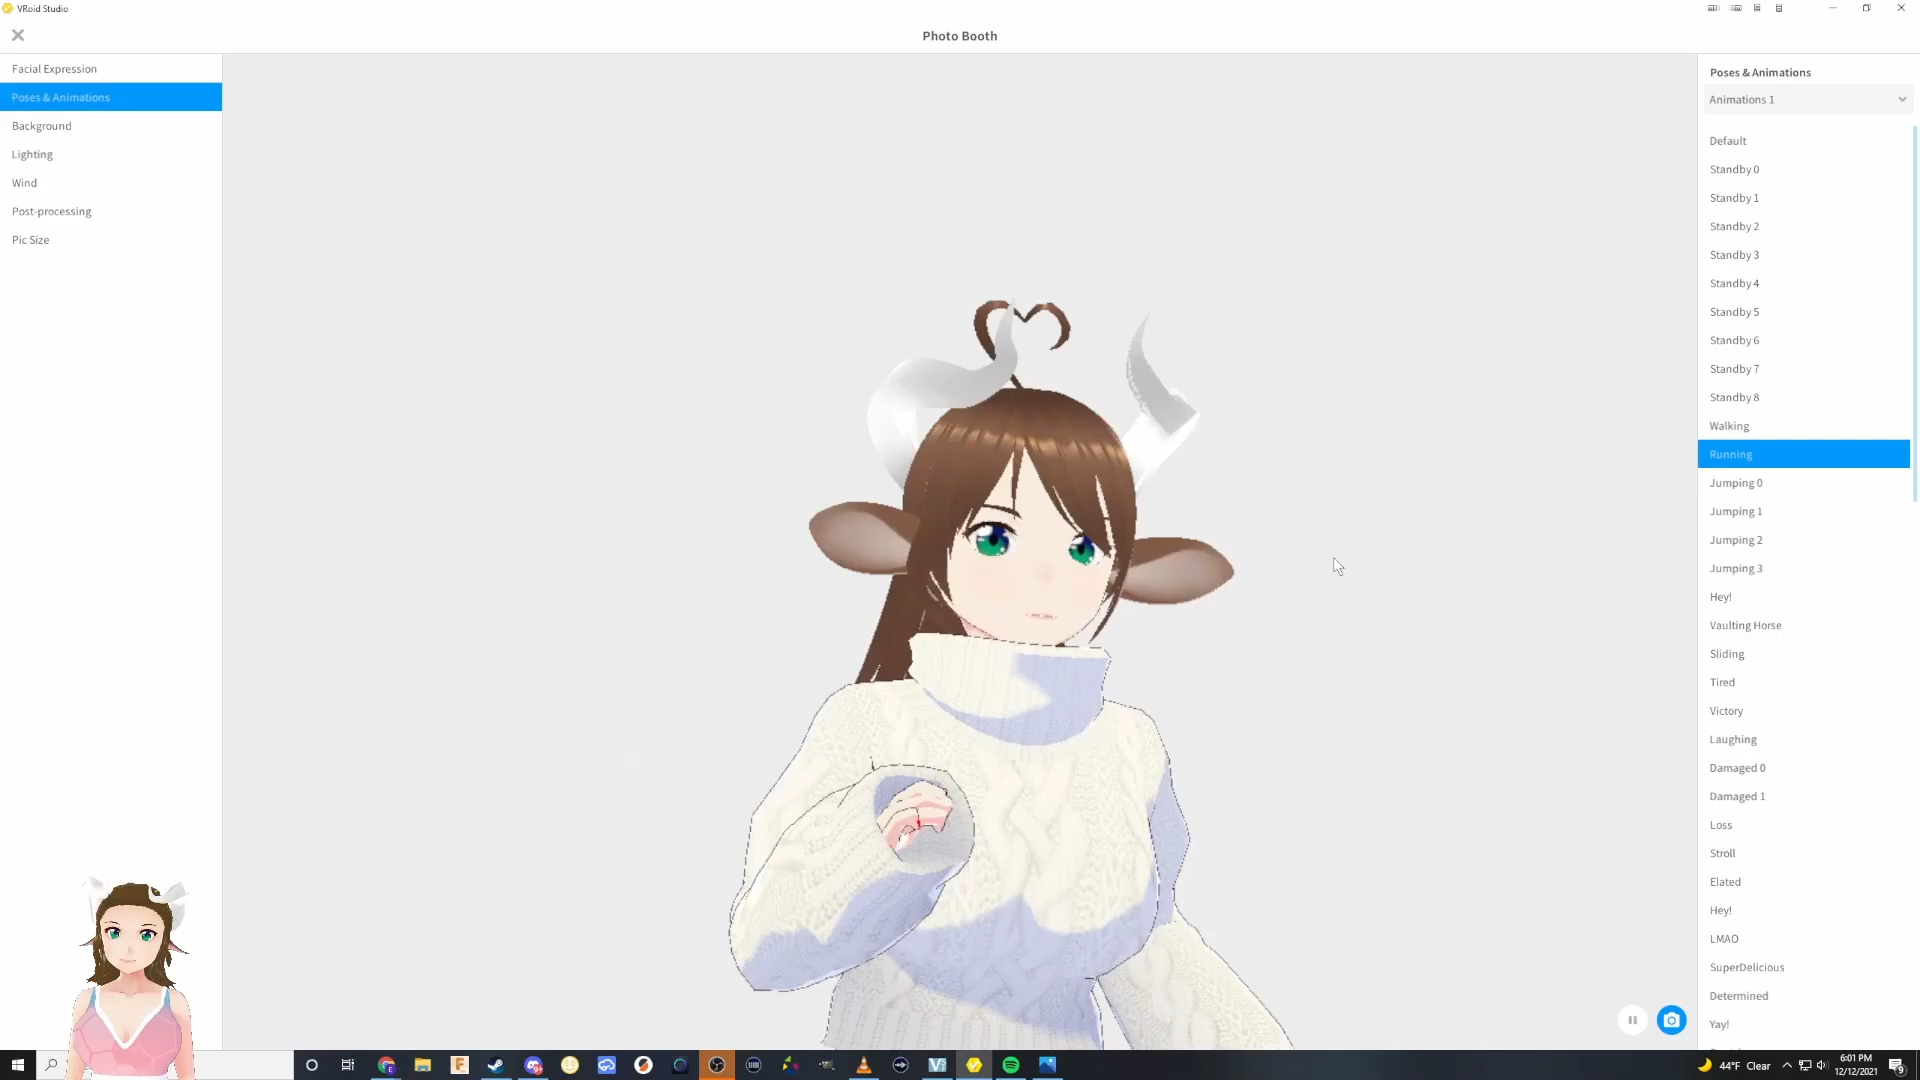 VRoid Studio
Photo Booth
Facial Expression
Poses & Animations
Background
Lighting
Wind
Post-processing
Pic Size
Poses & Animations
Animations 1
Default
Standby 0
Standby 1
Standby 2
Standby 3
Standby 4
Standby 5
Standby 6
Standby 7
Standby 8
Walking
Running
Jumping 0
Jumping 1
Jumping 2
Jumping 3
Hey!
Vaulting Horse
Sliding
Tired
Victory
Laughing
Damaged 0
Damaged 1
Loss
Stroll
Elated
Hey!
LMAO
SuperDelicious
Determined
Yay!
44°F Clear
6:01 PM
12/12/2021